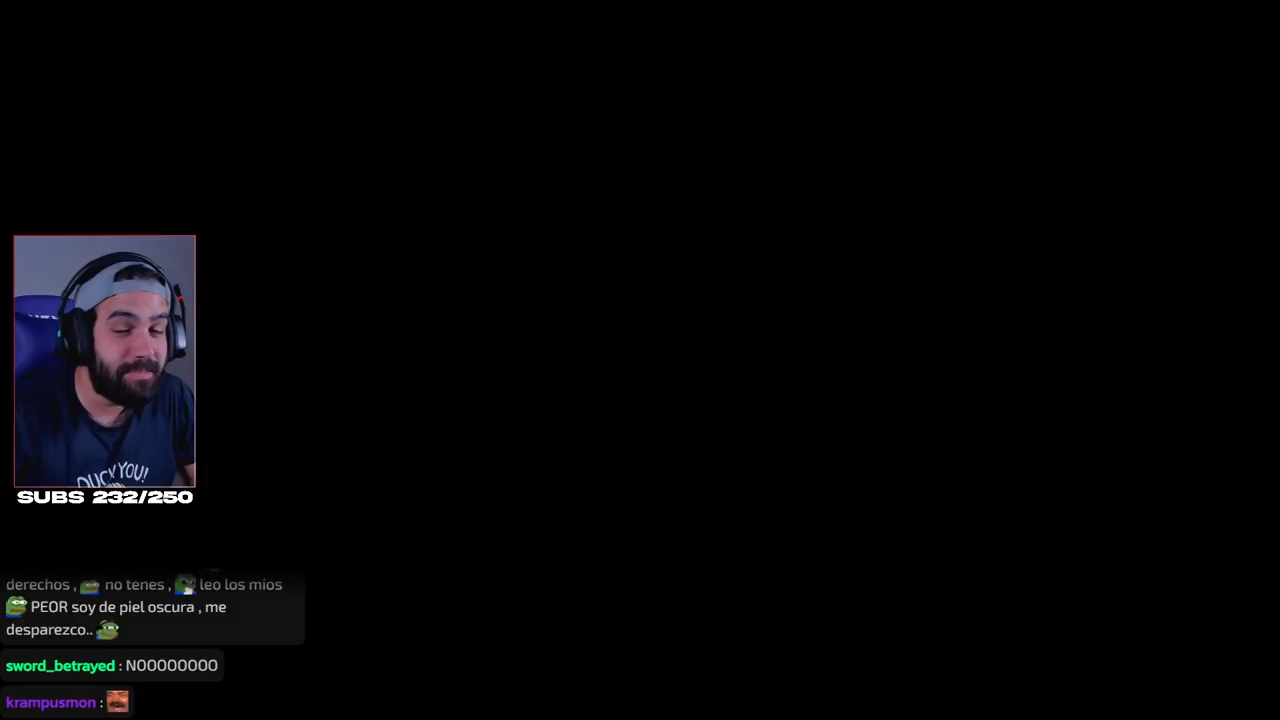 DUCK YOU!
SUBS 232/250
derechos , no tenes , leo los mios
PEOR soy de piel oscura , me
desparezco..
sword_betrayed : NOOOOOOOO
krampusmon :